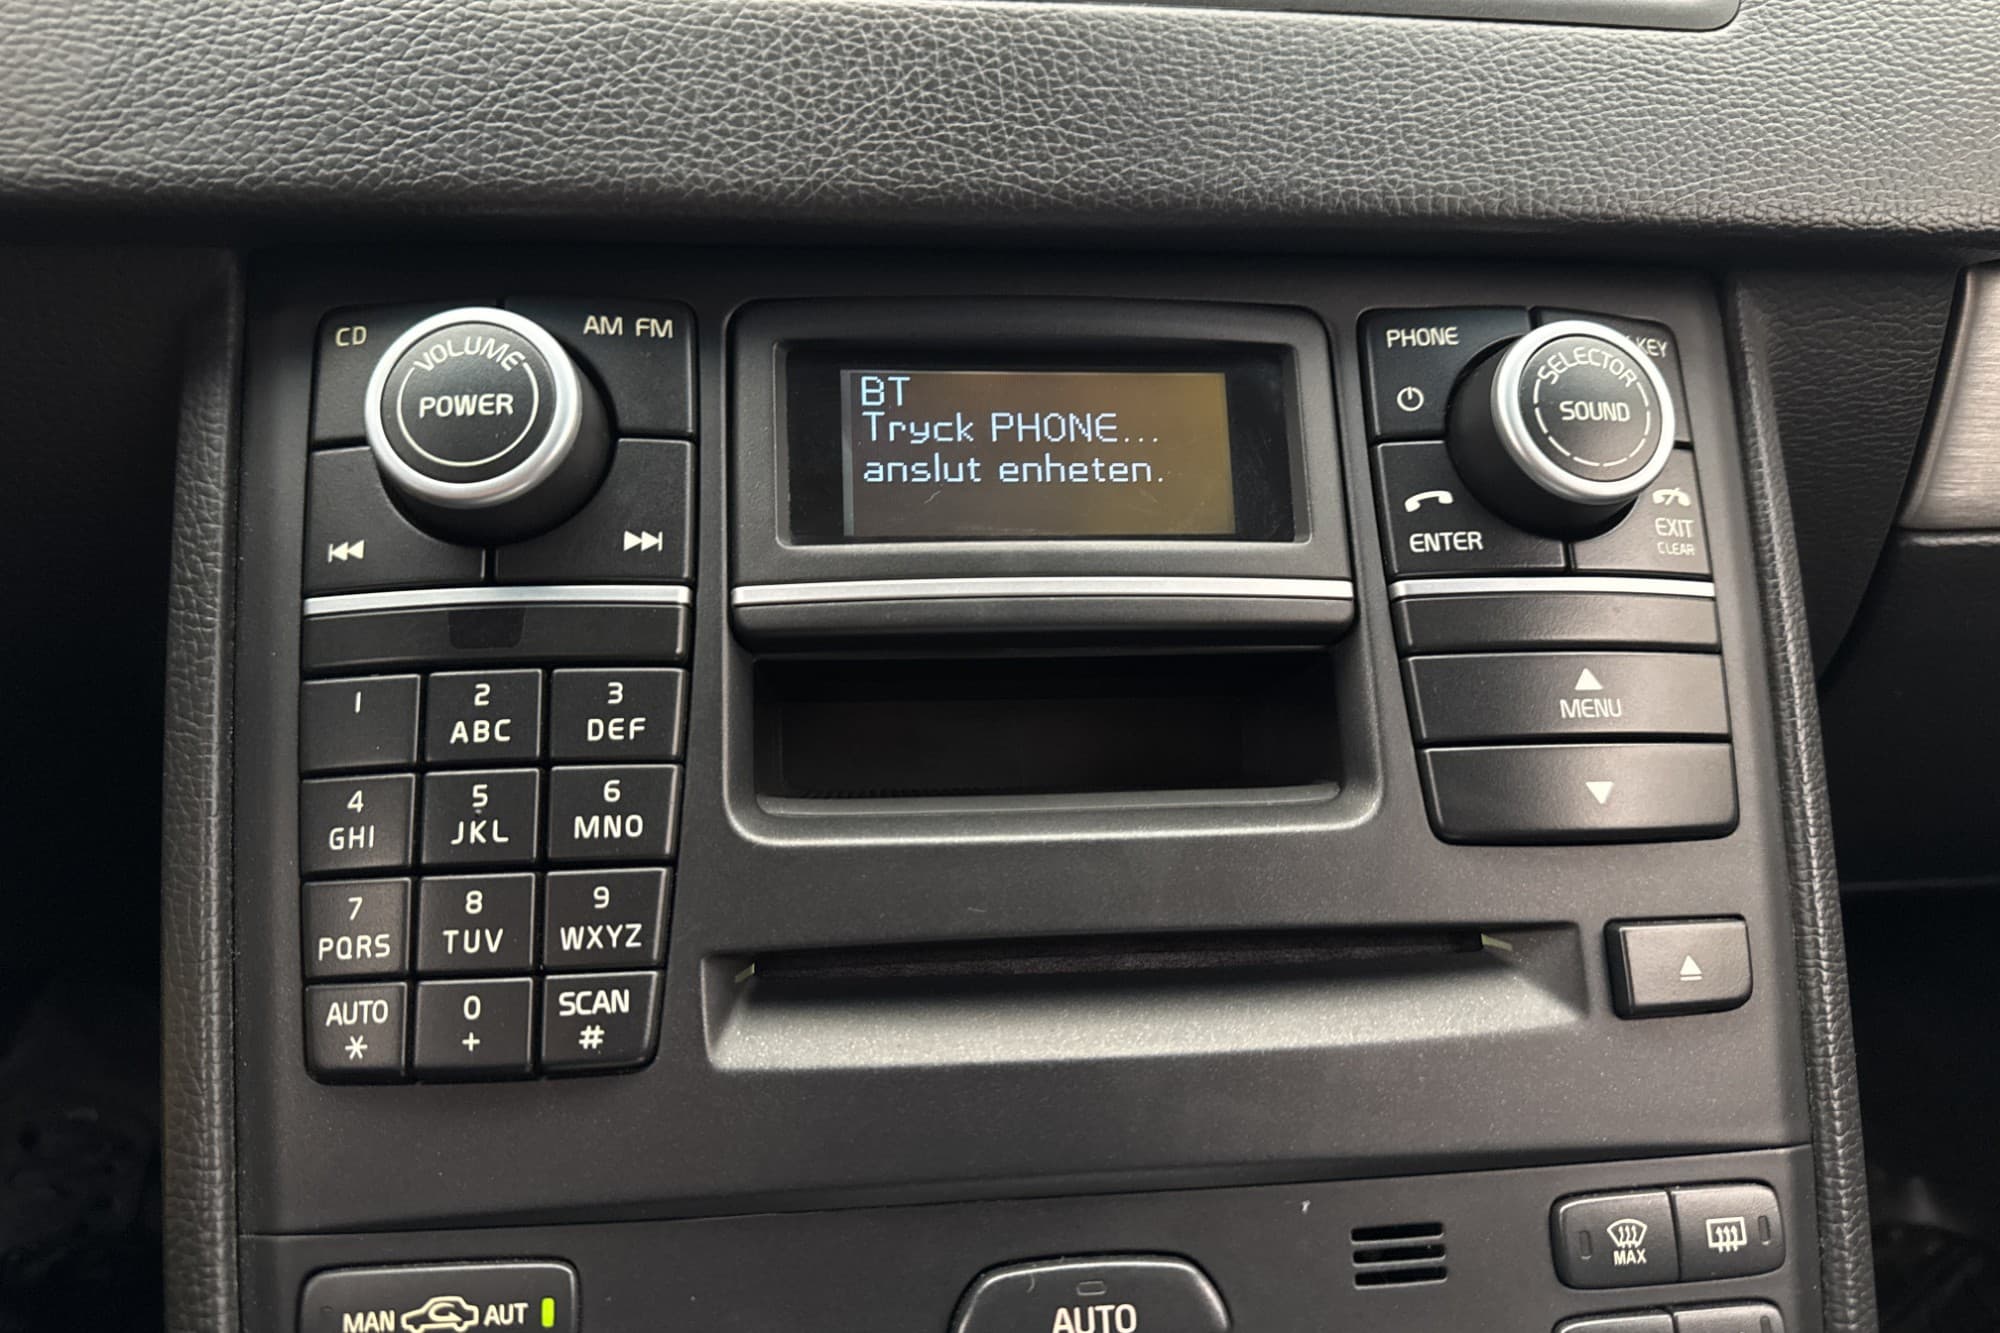 CD
VOLUME
POWER
AM FM
BT
Tryck PHONE...
anslut enheten.
PHONE
KEY
SELECTOR
SOUND
ENTER
EXIT
CLEAR
1
2
ABC
3
DEF
4
GHI
5
JKL
6
MNO
7
PQRS
8
TUV
9
WXYZ
AUTO
*
0
+
SCAN
#
MENU
MAX
MAN AUT
AUTO